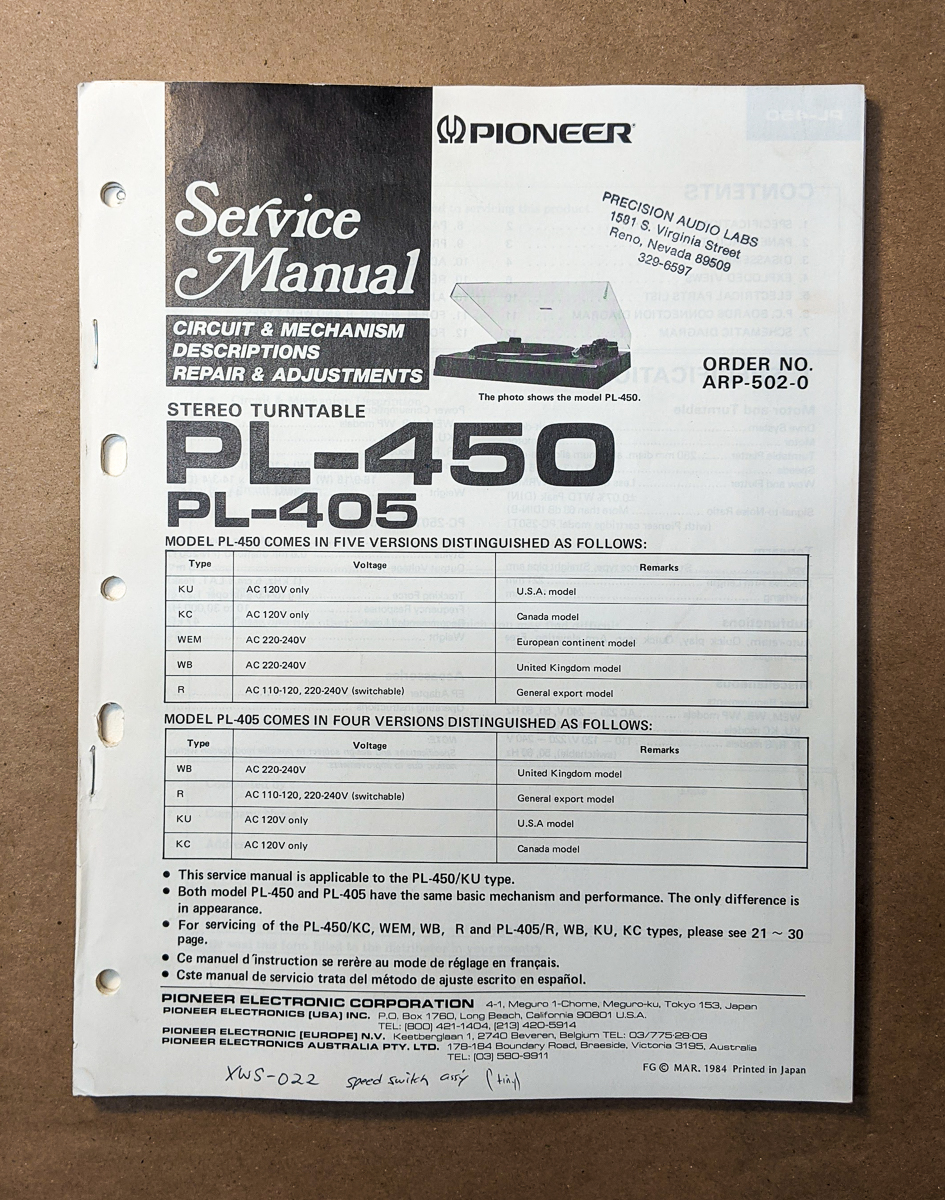 PIONEER®
Service
Manual
PRECISION AUDIO LABS
1581 S. Virginia Street
Reno, Nevada 89509
329-6597
CIRCUIT & MECHANISM
DESCRIPTIONS
REPAIR & ADJUSTMENTS
ORDER NO.
ARP-502-0
The photo shows the model PL-450.
STEREO TURNTABLE
PL-450
PL-405
MODEL PL-450 COMES IN FIVE VERSIONS DISTINGUISHED AS FOLLOWS:
Type Voltage Remarks
KU AC 120V only U.S.A. model
KC AC 120V only Canada model
WEM AC 220-240V European continent model
WB AC 220-240V United Kingdom model
R AC 110-120, 220-240V (switchable) General export model
MODEL PL-405 COMES IN FOUR VERSIONS DISTINGUISHED AS FOLLOWS:
Type Voltage Remarks
WB AC 220-240V United Kingdom model
R AC 110-120, 220-240V (switchable) General export model
KU AC 120V only U.S.A model
KC AC 120V only Canada model
● This service manual is applicable to the PL-450/KU type.
● Both model PL-450 and PL-405 have the same basic mechanism and performance. The only difference is
in appearance.
● For servicing of the PL-450/KC, WEM, WB, R and PL-405/R, WB, KU, KC types, please see 21 ~ 30
page.
● Ce manuel d´instruction se rerère au mode de réglage en français.
● Cste manual de servicio trata del método de ajuste escrito en español.
PIONEER ELECTRONIC CORPORATION 4-1, Meguro 1-Chome, Meguro-ku, Tokyo 153, Japan
PIONEER ELECTRONICS [USA] INC. P.O. Box 1760, Long Beach, California 90801 U.S.A.
TEL: [800] 421-1404, [213] 420-5914
PIONEER ELECTRONIC [EUROPE] N.V. Keetberglaan 1, 2740 Beveren, Belgium TEL: 03/775·28·08
PIONEER ELECTRONICS AUSTRALIA PTY. LTD. 178-184 Boundary Road, Braeside, Victoria 3195, Australia
TEL: [03] 580-9911
FG © MAR. 1984 Printed in Japan
XWS-022 speed switch ass'y (tiny)